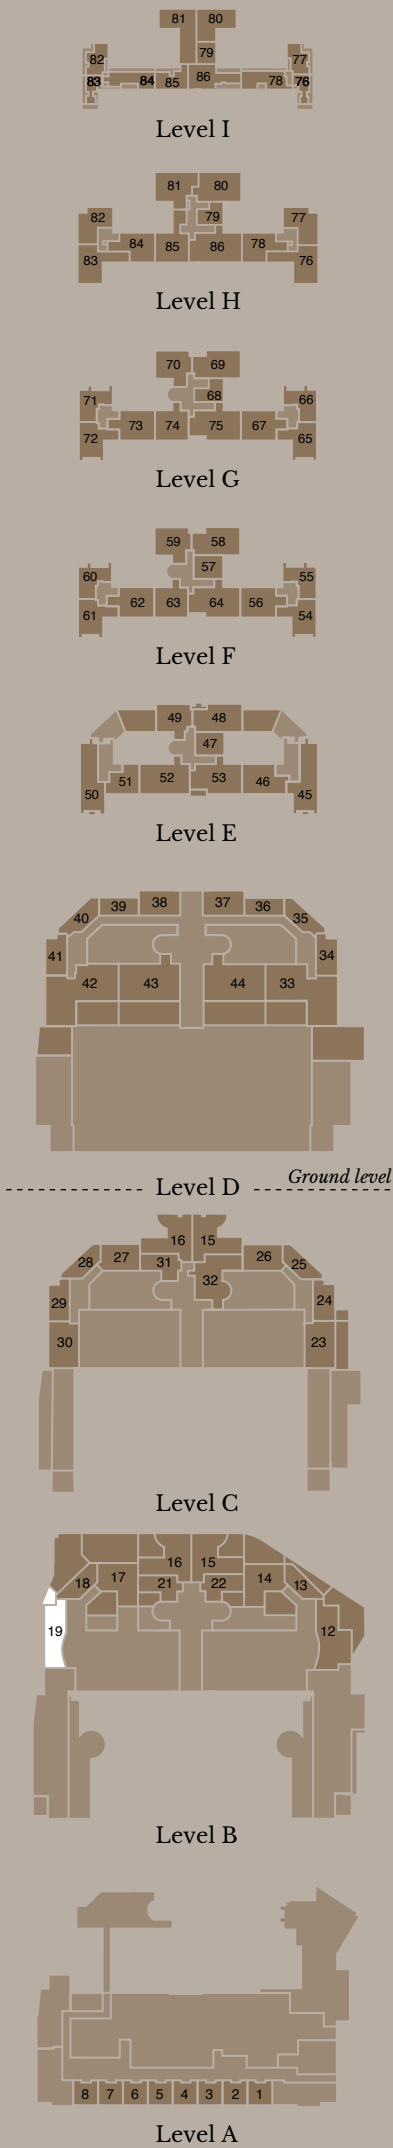 81 80
79
82 77
83 84 85 86 78 76
Level I
81 80
82 79 77
84 85 86 78
83 76
Level H
70 69
71 68 66
73 74 75 67
72 65
Level G
59 58
57
60 55
62 63 64 56
61 54
Level F
49 48
47
51 52 53 46
50 45
Level E
38 37
39 36
40 35
41 34
42 43 44 33
Ground level
Level D
16 15
28 27 31 26 25
32
29 24
30 23
Level C
16 15
18 17 21 22 14 13
19 12
Level B
8 7 6 5 4 3 2 1
Level A